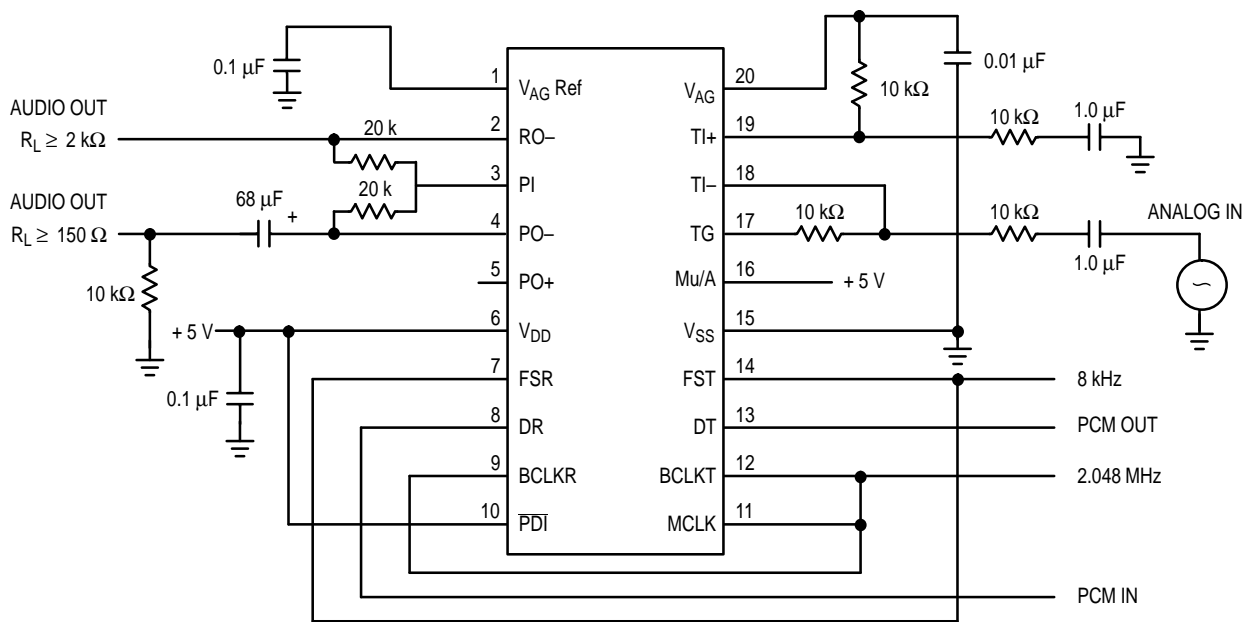 0.1 μF
AUDIO OUT
R_L ≥ 2 kΩ
AUDIO OUT
R_L ≥ 150 Ω
68 μF
+
20 k
20 k
10 kΩ
+ 5 V
0.1 μF
1
V_AG Ref
2
RO–
3
PI
4
PO–
5
PO+
6
V_DD
7
FSR
8
DR
9
BCLKR
10
P̅D̅I̅
20
V_AG
19
TI+
18
TI–
17
TG
16
Mu/A
15
V_SS
14
FST
13
DT
12
BCLKT
11
MCLK
10 kΩ
0.01 μF
10 kΩ
1.0 μF
10 kΩ
10 kΩ
1.0 μF
ANALOG IN
+ 5 V
8 kHz
PCM OUT
2.048 MHz
PCM IN